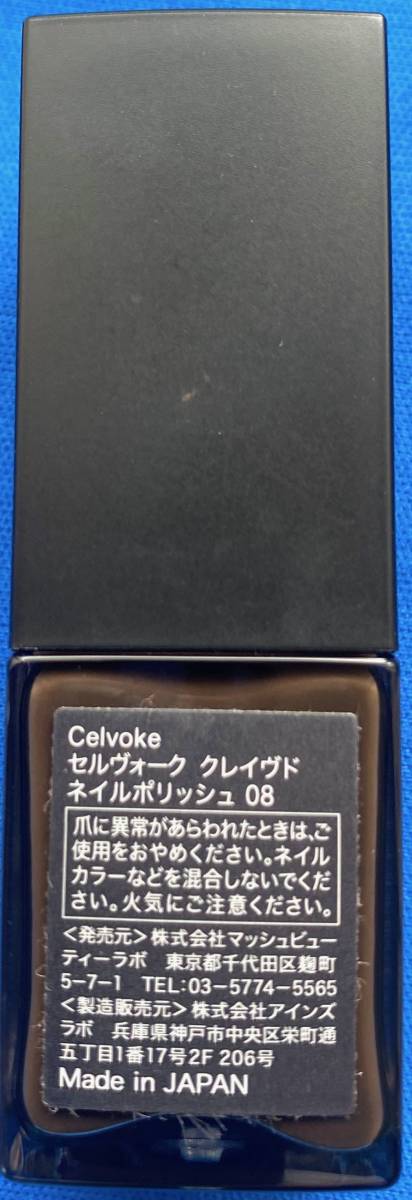 Celvoke
セルヴォーク クレイヴド
ネイルポリッシュ 08
爪に異常があらわれたときは、ご
使用をおやめください。ネイル
カラーなどを混合しないでくだ
さい。火気にご注意ください。
<発売元>株式会社マッシュビュー
ティーラボ 東京都千代田区麹町
5-7-1 TEL:03-5774-5565
<製造販売元>株式会社アインズ
ラボ 兵庫県神戸市中央区栄町通
五丁目1番17号2F 206号
Made in JAPAN